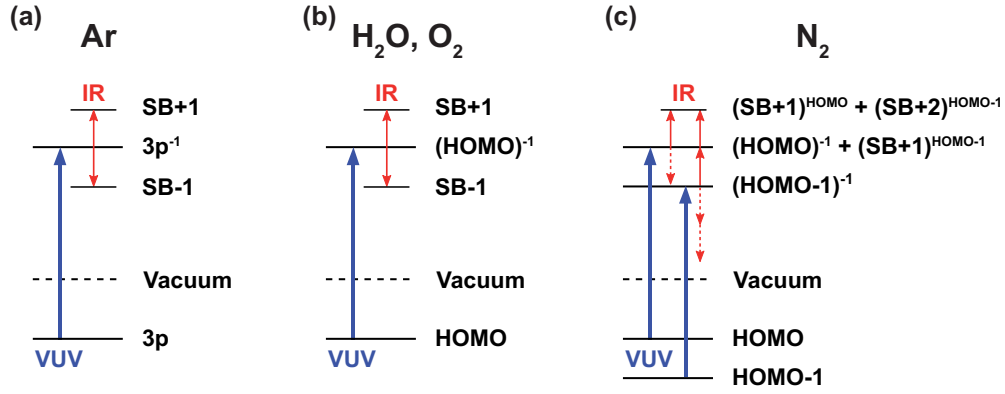 (a)
Ar
IR
SB+1
3p⁻¹
SB-1
Vacuum
3p
VUV
(b)
H₂O, O₂
IR
SB+1
(HOMO)⁻¹
SB-1
Vacuum
HOMO
VUV
(c)
N₂
IR
(SB+1)ᴴᴼᴹᴼ + (SB+2)ᴴᴼᴹᴼ⁻¹
(HOMO)⁻¹ + (SB+1)ᴴᴼᴹᴼ⁻¹
(HOMO-1)⁻¹
Vacuum
HOMO
VUV
HOMO-1